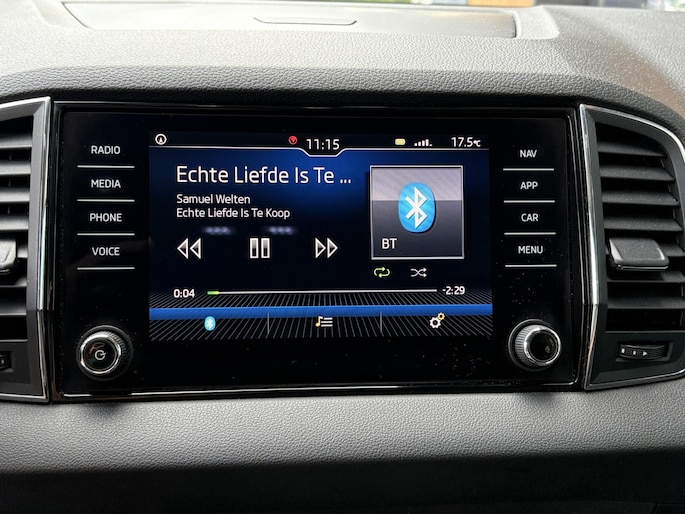 11:15
17.5°C
RADIO
MEDIA
PHONE
VOICE
Echte Liefde Is Te ...
Samuel Welten
Echte Liefde Is Te Koop
BT
0:04
-2:29
NAV
APP
CAR
MENU